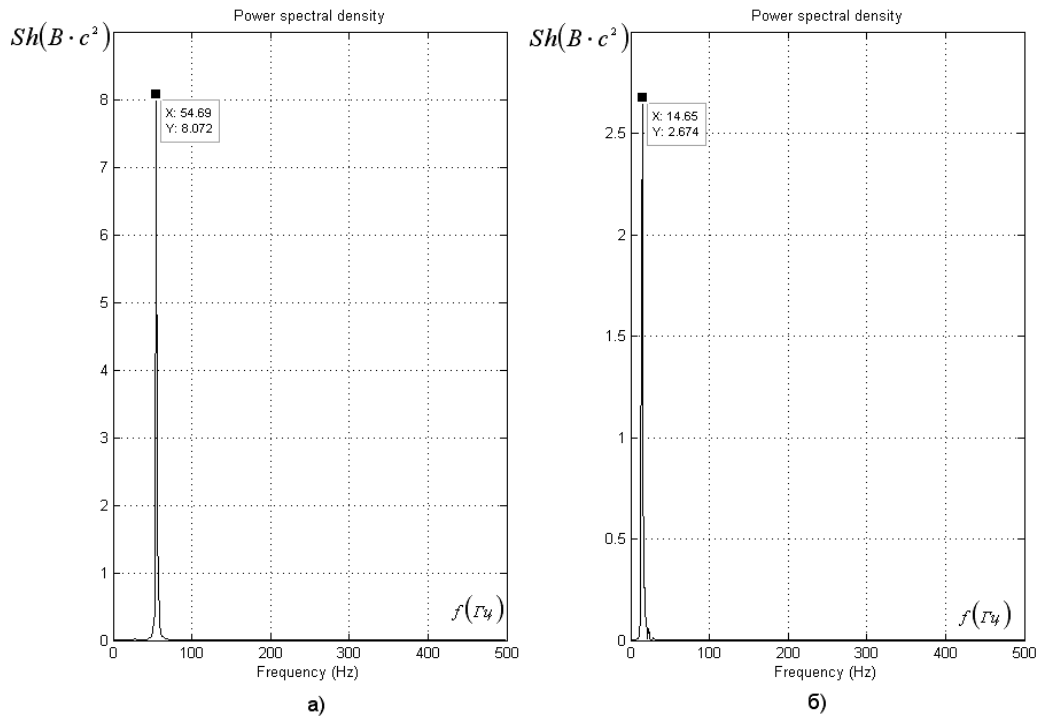 Power spectral density
Sh(B · c²)
X: 54.69
Y: 8.072
8
7
6
5
4
3
2
1
0
f(Гц)
0 100 200 300 400 500
Frequency (Hz)
а)
Power spectral density
Sh(B · c²)
X: 14.65
Y: 2.674
2.5
2
1.5
1
0.5
0
f(Гц)
0 100 200 300 400 500
Frequency (Hz)
б)